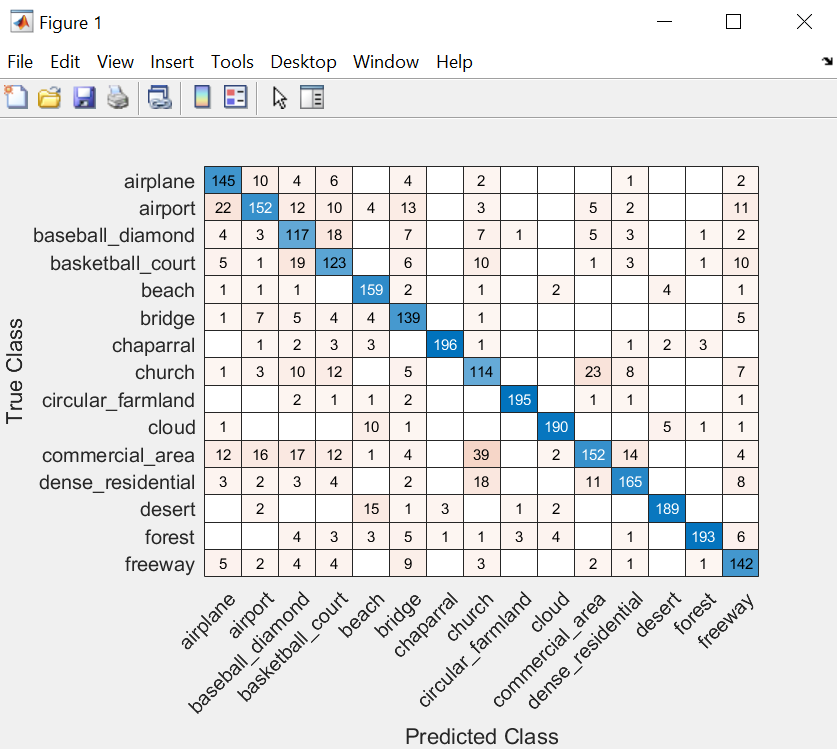 Figure 1
File Edit View Insert Tools Desktop Window Help
airplane 145 10 4 6 4 2 1 2
airport 22 152 12 10 4 13 3 5 2 11
baseball_diamond 4 3 117 18 7 7 1 5 3 1 2
basketball_court 5 1 19 123 6 10 1 3 1 10
beach 1 1 1 159 2 1 2 4 1
bridge 1 7 5 4 4 139 1 5
chaparral 1 2 3 3 196 1 1 2 3
church 1 3 10 12 5 114 23 8 7
circular_farmland 2 1 1 2 195 1 1 1
cloud 1 10 1 190 5 1 1
commercial_area 12 16 17 12 1 4 39 2 152 14 4
dense_residential 3 2 3 4 2 18 11 165 8
desert 2 15 1 3 1 2 189
forest 4 3 3 5 1 1 3 4 1 193 6
freeway 5 2 4 4 9 3 2 1 1 142
True Class
airplane airport baseball_diamond basketball_court beach bridge chaparral church circular_farmland cloud commercial_area dense_residential desert forest freeway
Predicted Class